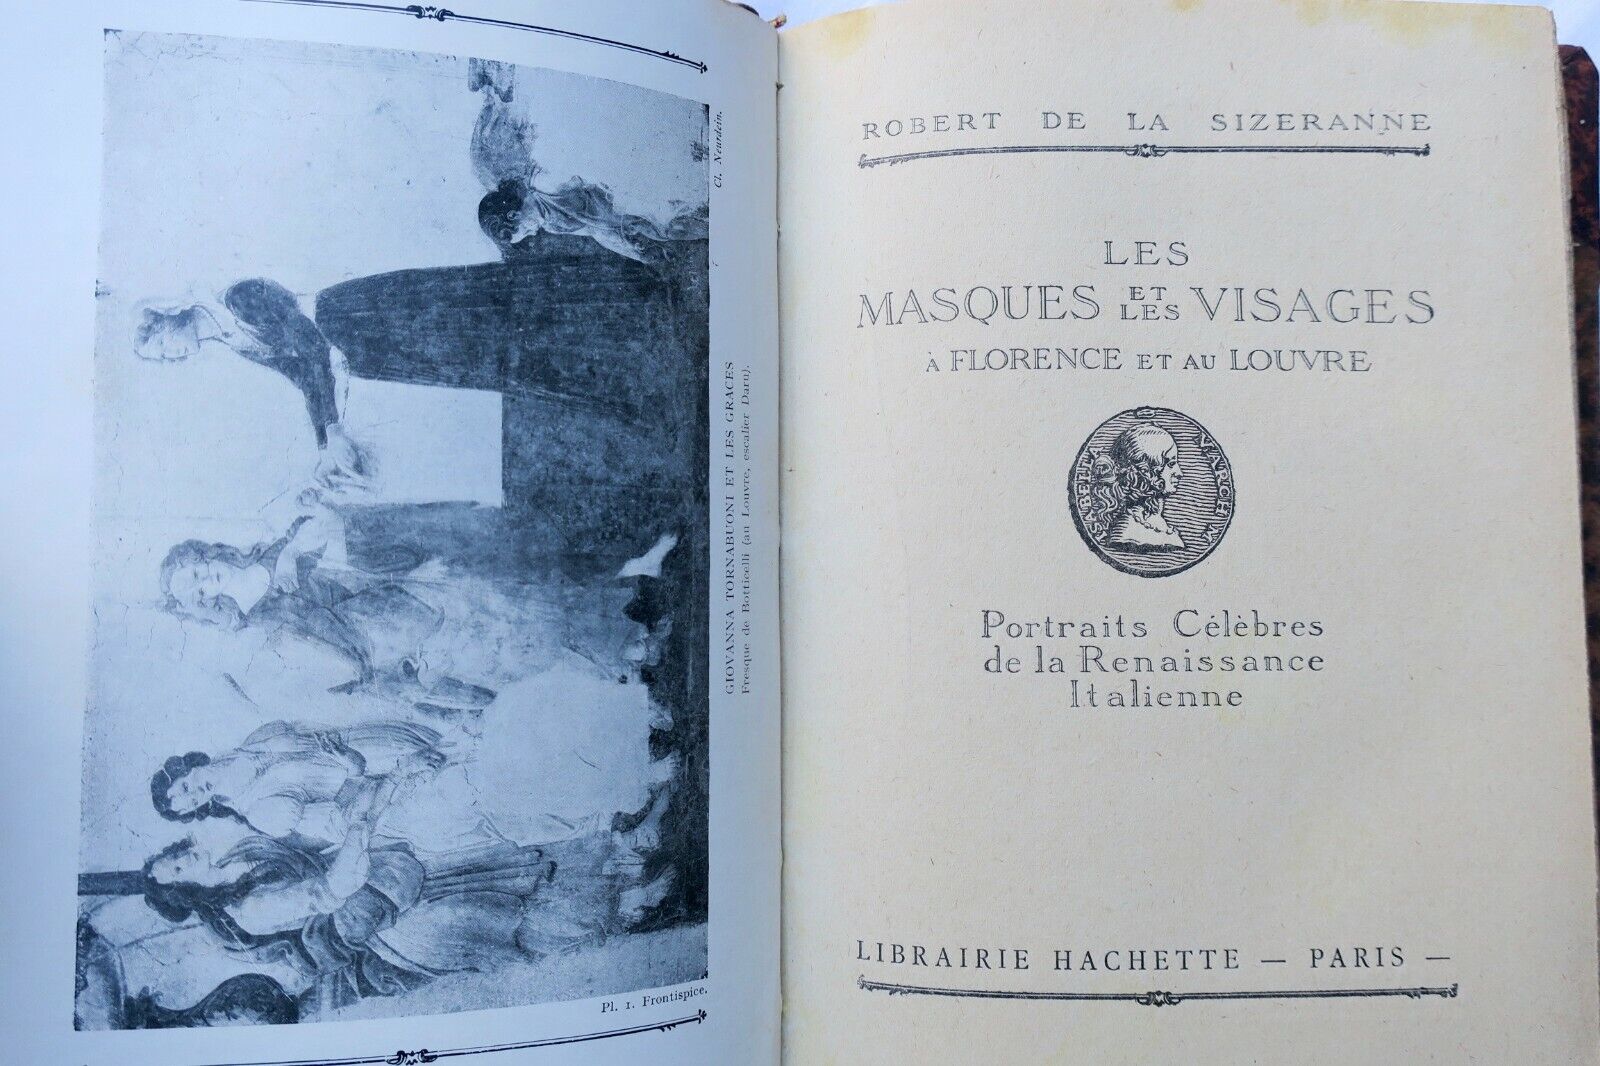 Cl. Neurdein.
GIOVANNA TORNABUONI ET LES GRACES
Fresque de Botticelli (au Louvre, escalier Daru).
Pl. 1. Frontispice.
ROBERT DE LA SIZERANNE
LES
MASQUES ET LES VISAGES
À FLORENCE ET AU LOUVRE
ISABELLA MARCH M
Portraits Célèbres
de la Renaissance
Italienne
LIBRAIRIE HACHETTE — PARIS —